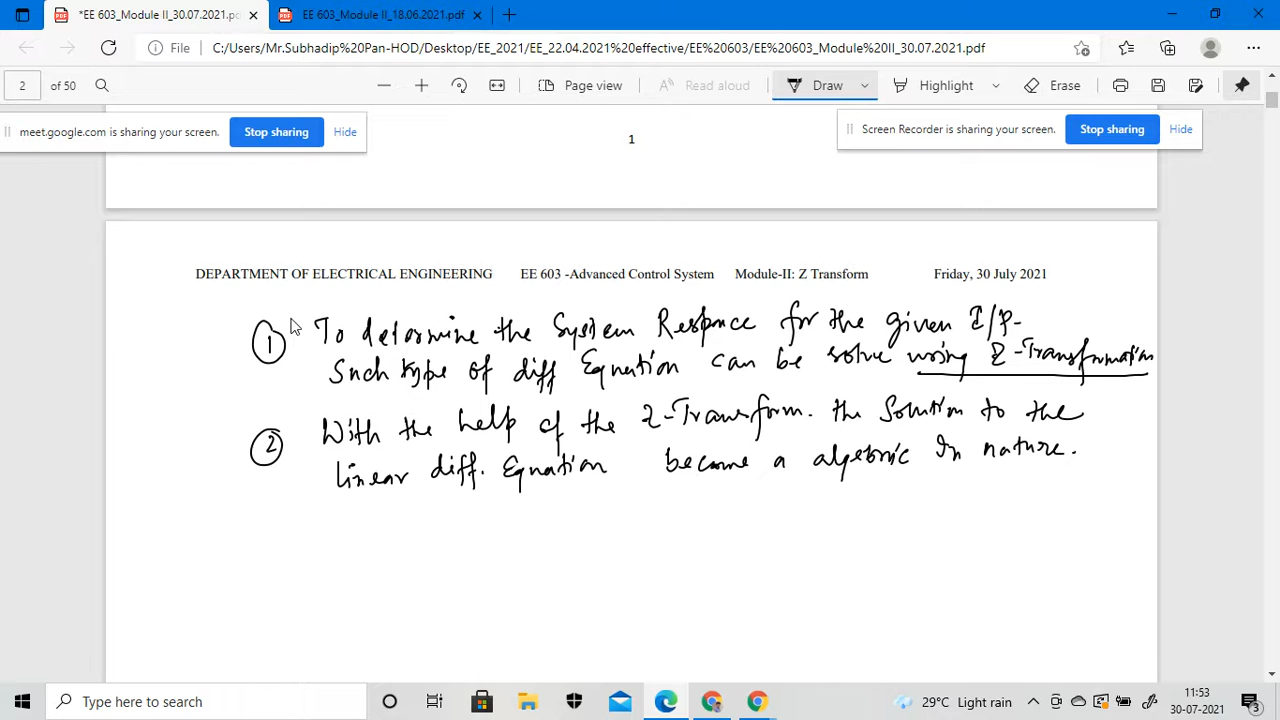 *EE 603_Module II_30.07.2021.pdf
EE 603_Module II_18.06.2021.pdf
File C:/Users/Mr.Subhadip%20Pan-HOD/Desktop/EE_2021/EE_22.04.2021%20effective/EE%20603/EE%20603_Module%20II_30.07.2021.pdf
2 of 50 Page view Read aloud Draw Highlight Erase
meet.google.com is sharing your screen. Stop sharing Hide
Screen Recorder is sharing your screen. Stop sharing Hide
1
DEPARTMENT OF ELECTRICAL ENGINEERING EE 603 -Advanced Control System Module-II: Z Transform Friday, 30 July 2021
① To determine the System Response for the given I/P-
Such type of diff Equation can be solve using Z-Transformation
② With the help of the Z-Transform. the Solution to the
linear diff. Equation become a algebric In nature.
Type here to search
29°C Light rain
11:53
30-07-2021
3